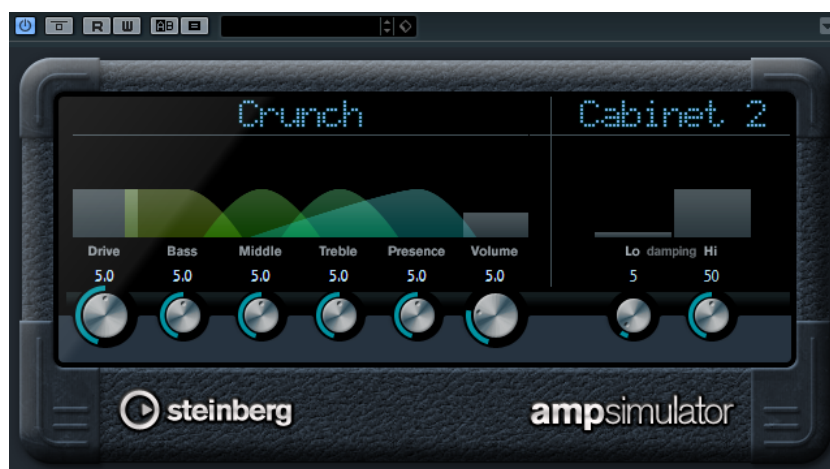 R W AB
Crunch Cabinet 2
Drive Bass Middle Treble Presence Volume Lo damping Hi
5.0 5.0 5.0 5.0 5.0 5.0 5 50
steinberg ampsimulator